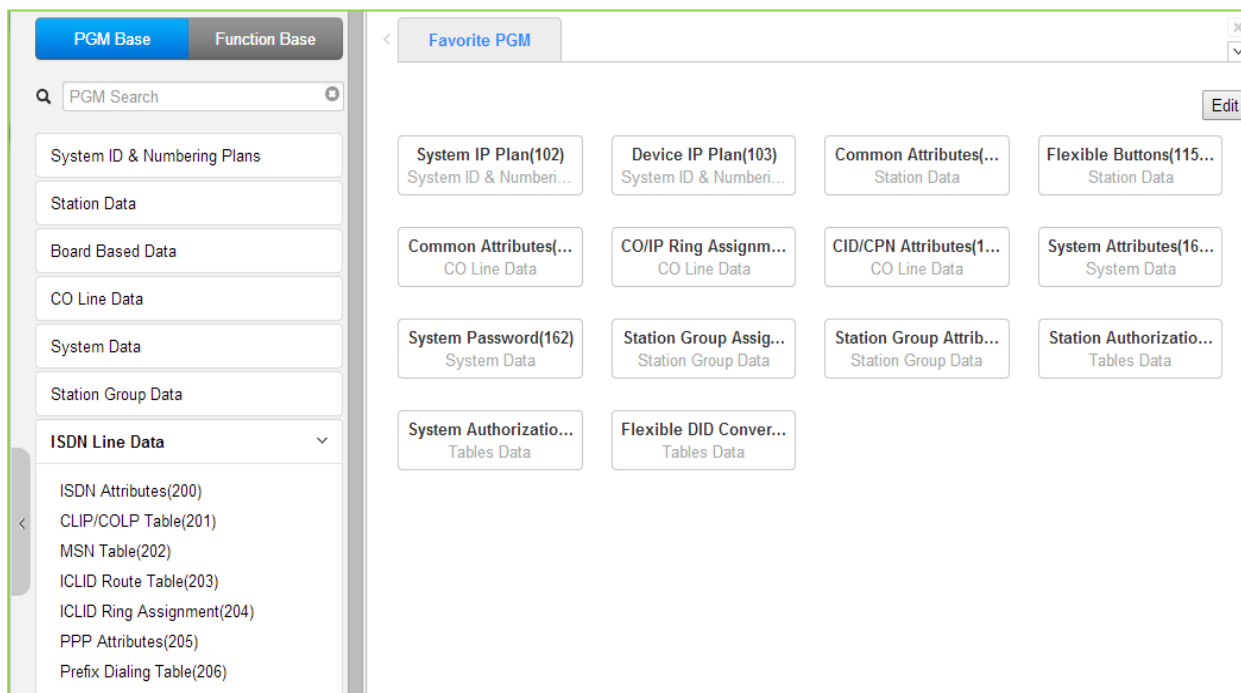 PGM Base
Function Base
PGM Search
System ID & Numbering Plans
Station Data
Board Based Data
CO Line Data
System Data
Station Group Data
ISDN Line Data
ISDN Attributes(200)
CLIP/COLP Table(201)
MSN Table(202)
ICLID Route Table(203)
ICLID Ring Assignment(204)
PPP Attributes(205)
Prefix Dialing Table(206)
Favorite PGM
Edit
System IP Plan(102)
System ID & Numberi...
Device IP Plan(103)
System ID & Numberi...
Common Attributes(...
Station Data
Flexible Buttons(115...
Station Data
Common Attributes(...
CO Line Data
CO/IP Ring Assignm...
CO Line Data
CID/CPN Attributes(1...
CO Line Data
System Attributes(16...
System Data
System Password(162)
System Data
Station Group Assig...
Station Group Data
Station Group Attrib...
Station Group Data
Station Authorizatio...
Tables Data
System Authorizatio...
Tables Data
Flexible DID Conver...
Tables Data